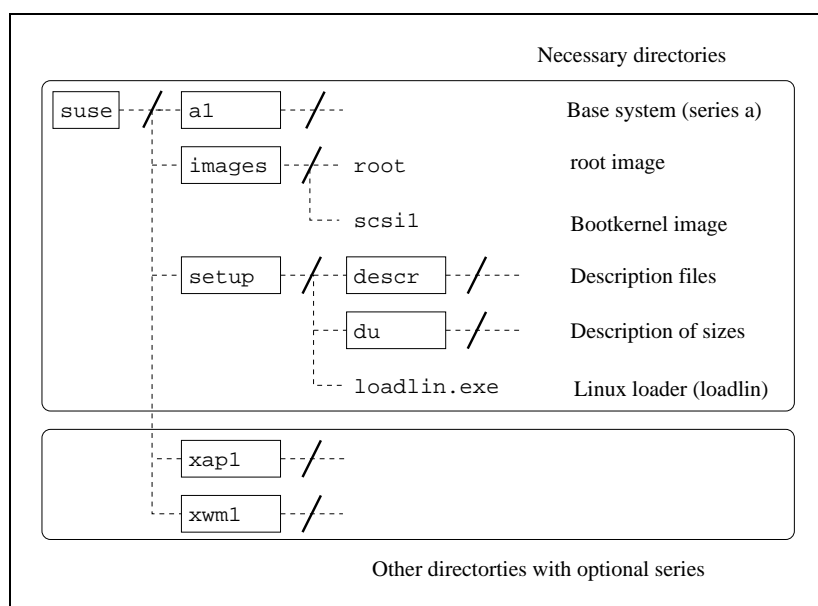 Necessary directories
suse a1 Base system (series a)
images root root image
scsi1 Bootkernel image
setup descr Description files
du Description of sizes
loadlin.exe Linux loader (loadlin)
xap1
xwm1
Other directorties with optional series